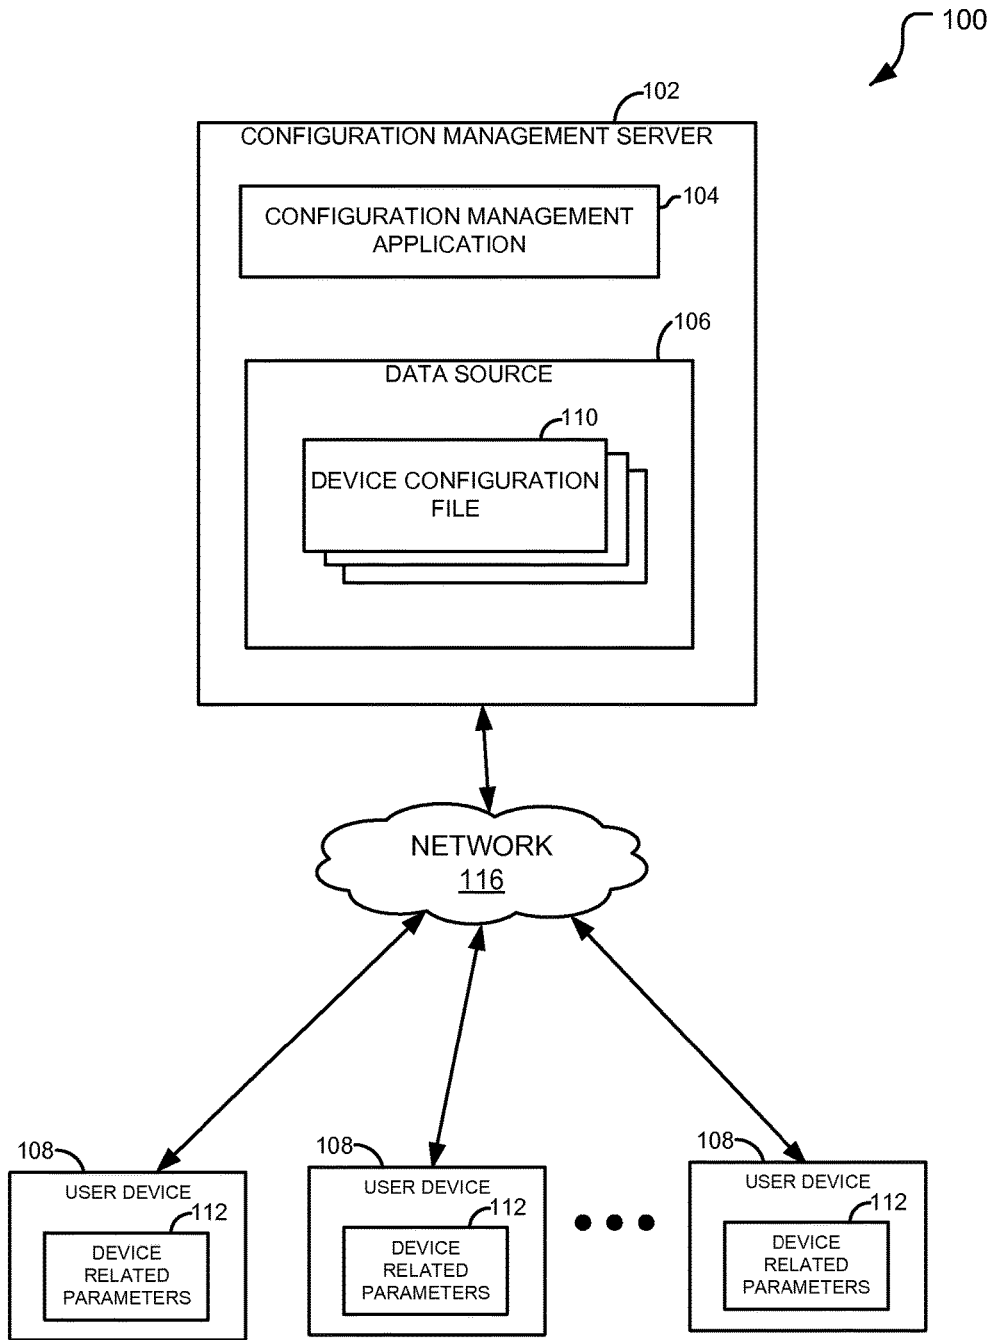 100
102
CONFIGURATION MANAGEMENT SERVER
104
CONFIGURATION MANAGEMENT
APPLICATION
106
DATA SOURCE
110
DEVICE CONFIGURATION
FILE
NETWORK
116
108
USER DEVICE
112
DEVICE
RELATED
PARAMETERS
108
USER DEVICE
112
DEVICE
RELATED
PARAMETERS
108
USER DEVICE
112
DEVICE
RELATED
PARAMETERS